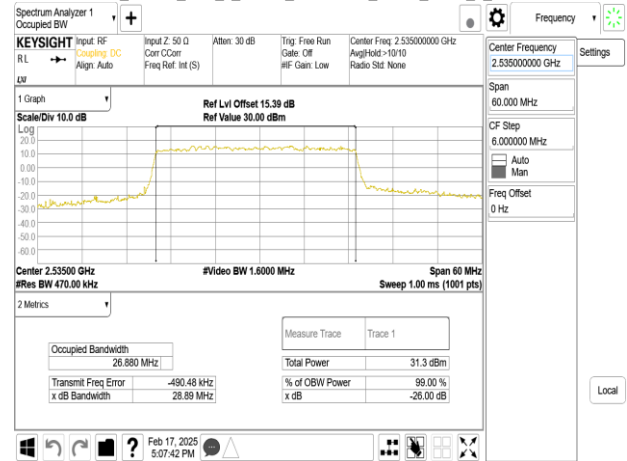 Spectrum Analyzer 1
Occupied BW
Frequency
KEYSIGHT
RL
LXI
Input: RF
Coupling: DC
Align: Auto
Input Z: 50 Ω
Corr CCorr
Freq Ref: Int (S)
Atten: 30 dB
Trig: Free Run
Gate: Off
#IF Gain: Low
Center Freq: 2.535000000 GHz
Avg|Hold:>10/10
Radio Std: None
Center Frequency
2.535000000 GHz
Settings
Span
60.000 MHz
CF Step
6.000000 MHz
Auto
Man
Freq Offset
0 Hz
Local
1 Graph
Scale/Div 10.0 dB
Ref Lvl Offset 15.39 dB
Ref Value 30.00 dBm
Log
20.0
10.0
0.00
-10.0
-20.0
-30.0
-40.0
-50.0
-60.0
Center 2.53500 GHz
#Video BW 1.6000 MHz
Span 60 MHz
#Res BW 470.00 kHz
Sweep 1.00 ms (1001 pts)
2 Metrics
Occupied Bandwidth
26.880 MHz
Transmit Freq Error -490.48 kHz
x dB Bandwidth 28.89 MHz
Measure Trace Trace 1
Total Power 31.3 dBm
% of OBW Power 99.00 %
x dB -26.00 dB
?
Feb 17, 2025
5:07:42 PM